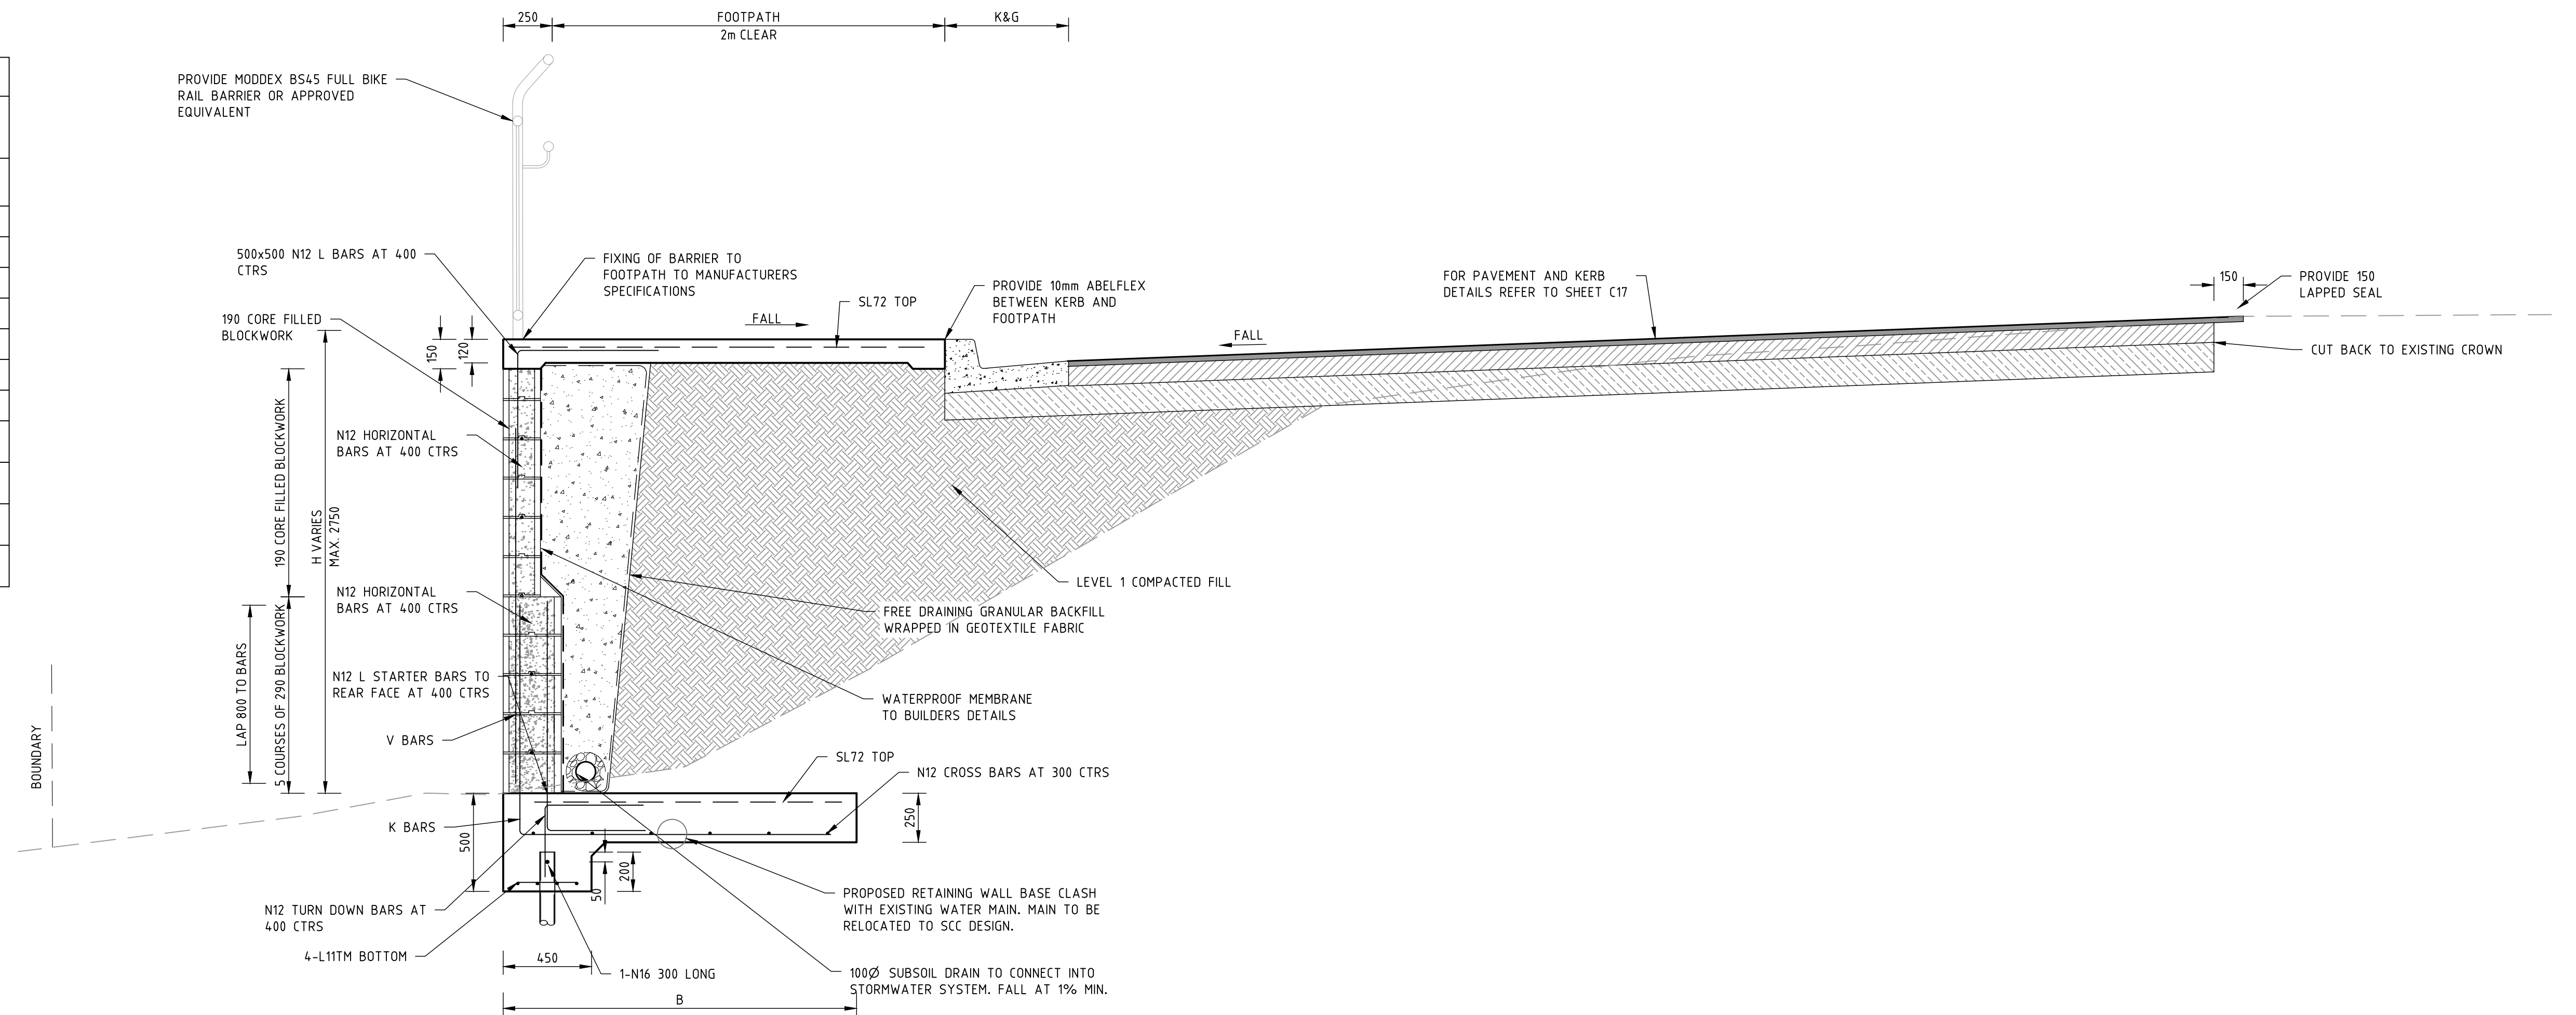 250
FOOTPATH
2m CLEAR
K&G
PROVIDE MODDEX BS45 FULL BIKE
RAIL BARRIER OR APPROVED
EQUIVALENT
500x500 N12 L BARS AT 400
CTRS
FIXING OF BARRIER TO
FOOTPATH TO MANUFACTURERS
SPECIFICATIONS
SL72 TOP
FALL
PROVIDE 10mm ABELFLEX
BETWEEN KERB AND
FOOTPATH
FALL
FOR PAVEMENT AND KERB
DETAILS REFER TO SHEET C17
150
PROVIDE 150
LAPPED SEAL
CUT BACK TO EXISTING CROWN
190 CORE FILLED
BLOCKWORK
150
120
190 CORE FILLED BLOCKWORK
H VARIES
MAX. 2750
N12 HORIZONTAL
BARS AT 400 CTRS
N12 HORIZONTAL
BARS AT 400 CTRS
LEVEL 1 COMPACTED FILL
FREE DRAINING GRANULAR BACKFILL
WRAPPED IN GEOTEXTILE FABRIC
LAP 800 TO BARS
5 COURSES OF 290 BLOCKWORK
N12 L STARTER BARS TO
REAR FACE AT 400 CTRS
WATERPROOF MEMBRANE
TO BUILDERS DETAILS
V BARS
BOUNDARY
SL72 TOP
N12 CROSS BARS AT 300 CTRS
K BARS
500
250
200
50
PROPOSED RETAINING WALL BASE CLASH
WITH EXISTING WATER MAIN. MAIN TO BE
RELOCATED TO SCC DESIGN.
N12 TURN DOWN BARS AT
400 CTRS
4-L11TM BOTTOM
450
1-N16 300 LONG
100Ø SUBSOIL DRAIN TO CONNECT INTO
STORMWATER SYSTEM. FALL AT 1% MIN.
B